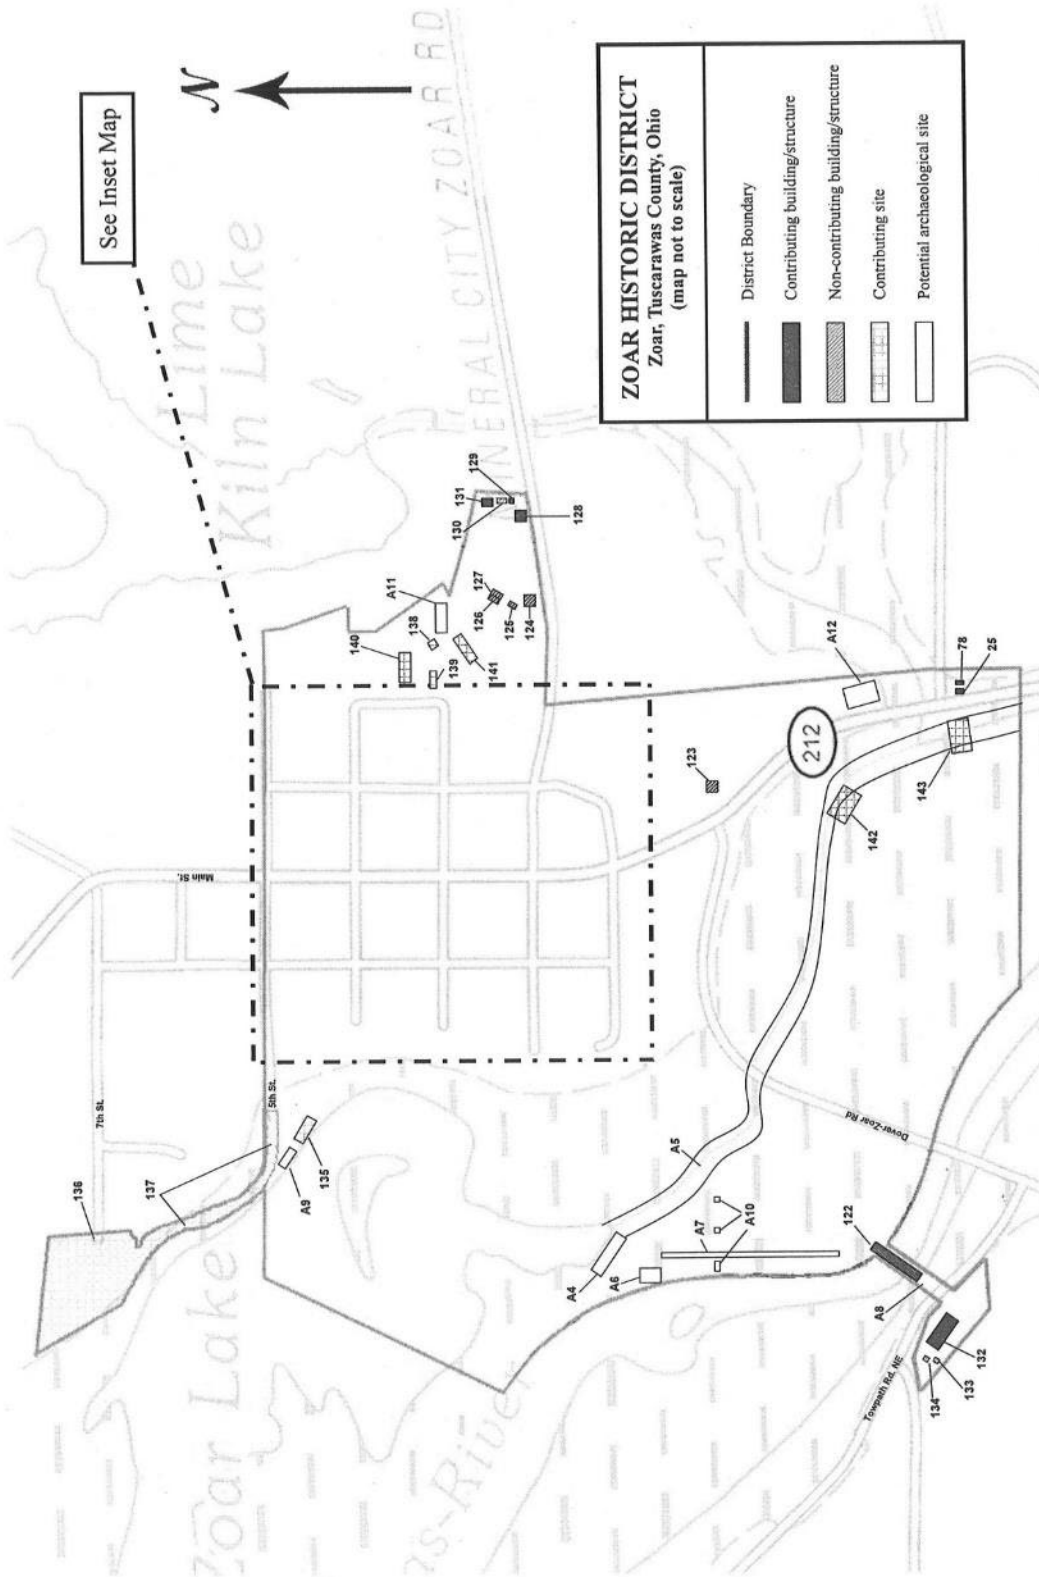 See Inset Map
N
Lime
Kiln Lake
MINERAL CITY ZOAR RD
ZOAR HISTORIC DISTRICT
Zoar, Tuscarawas County, Ohio
(map not to scale)
District Boundary
Contributing building/structure
Non-contributing building/structure
Contributing site
Potential archaeological site
136
7th St.
137
5th St.
Main St.
A9
135
Zoar Lake
140
138
A11
139
141
126
127
125
124
130
131
129
128
123
A12
212
78
25
142
143
A4
A5
A6
A7
A10
Dover-Zoar Rd
122
A8
Towpath Rd. NE
132
133
134
as-River